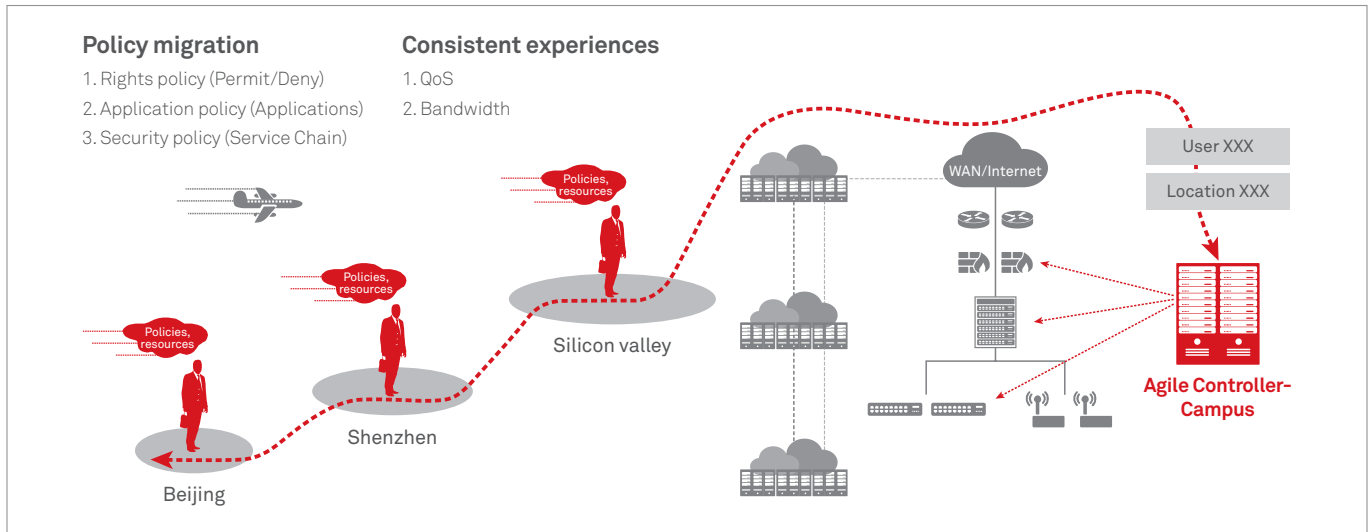 Policy migration
1. Rights policy (Permit/Deny)
2. Application policy (Applications)
3. Security policy (Service Chain)
Consistent experiences
1. QoS
2. Bandwidth
Policies,
resources
Silicon valley
Policies,
resources
Shenzhen
Policies,
resources
Beijing
WAN/Internet
User XXX
Location XXX
Agile Controller-
Campus